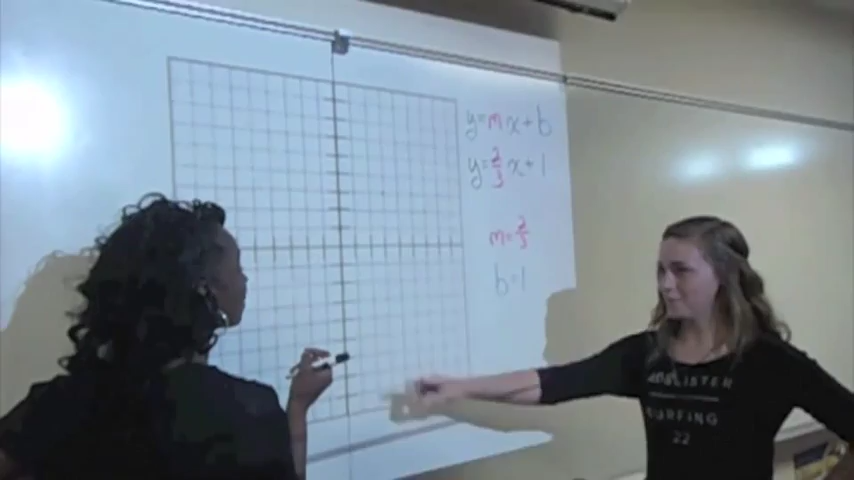 y=mx+b
y=2/3x+1
m=2/3
b=1
HOLLISTER
SURFING
22